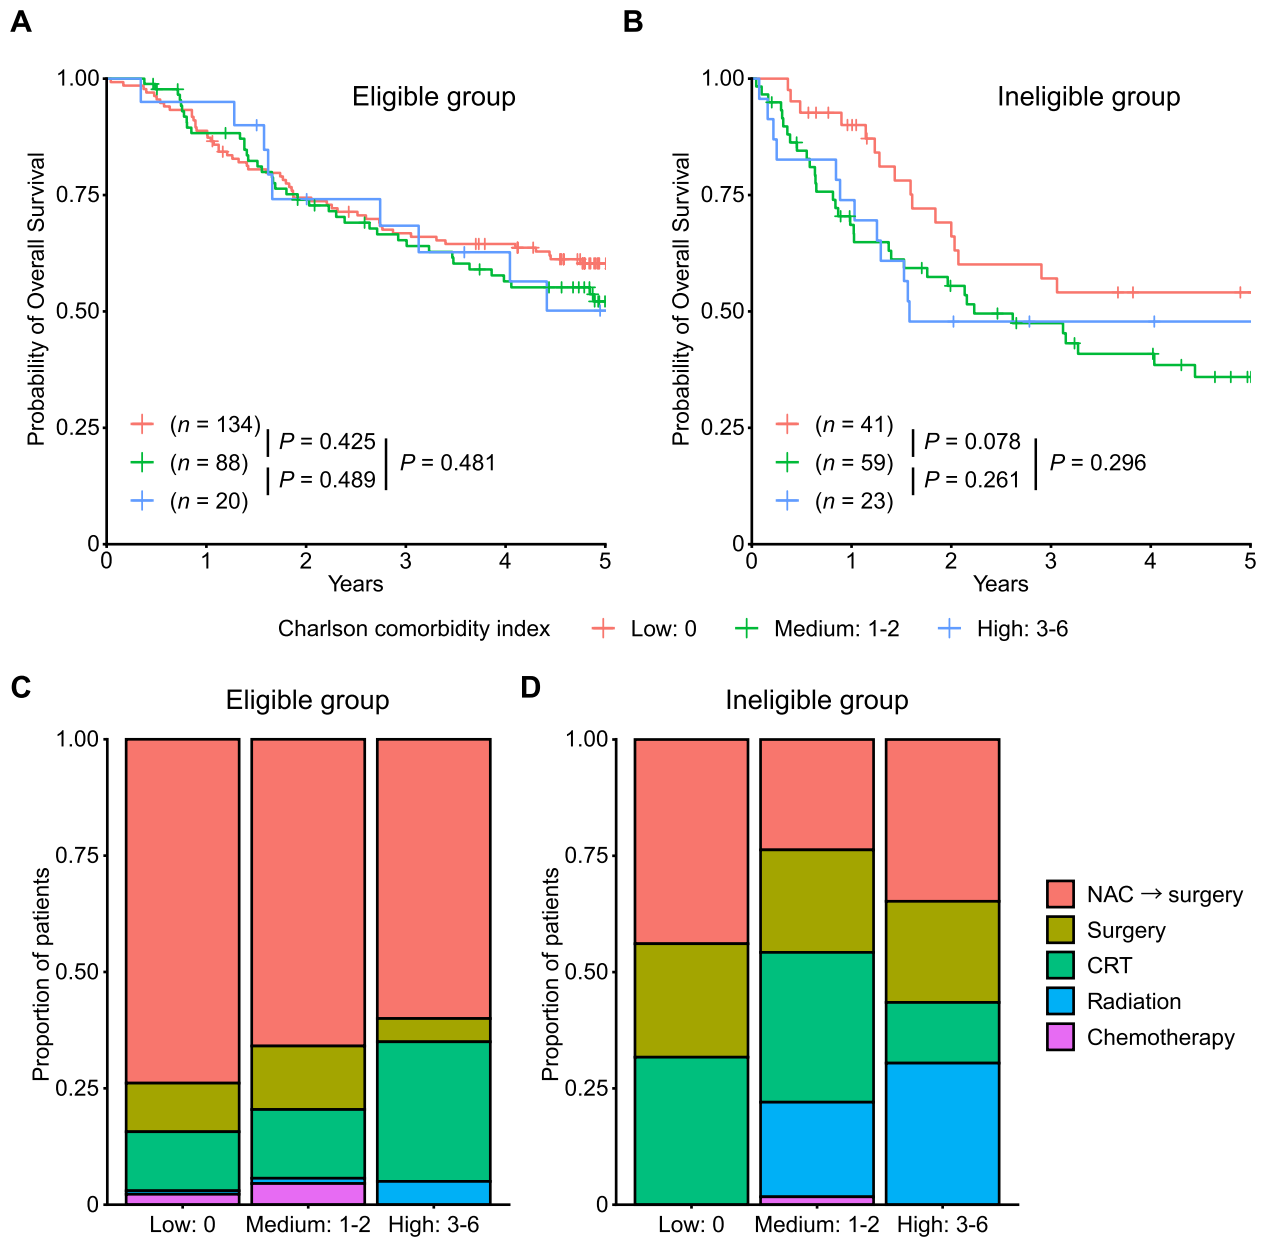 A
Eligible group
Probability of Overall Survival
1.00
0.75
0.50
0.25
0
(n = 134)
(n = 88)
(n = 20)
P = 0.425
P = 0.489
P = 0.481
0 1 2 3 4 5
Years
B
Ineligible group
Probability of Overall Survival
1.00
0.75
0.50
0.25
0
(n = 41)
(n = 59)
(n = 23)
P = 0.078
P = 0.261
P = 0.296
0 1 2 3 4 5
Years
Charlson comorbidity index Low: 0 Medium: 1-2 High: 3-6
C
Eligible group
Proportion of patients
1.00
0.75
0.50
0.25
0
Low: 0 Medium: 1-2 High: 3-6
D
Ineligible group
Proportion of patients
1.00
0.75
0.50
0.25
0
Low: 0 Medium: 1-2 High: 3-6
NAC → surgery
Surgery
CRT
Radiation
Chemotherapy